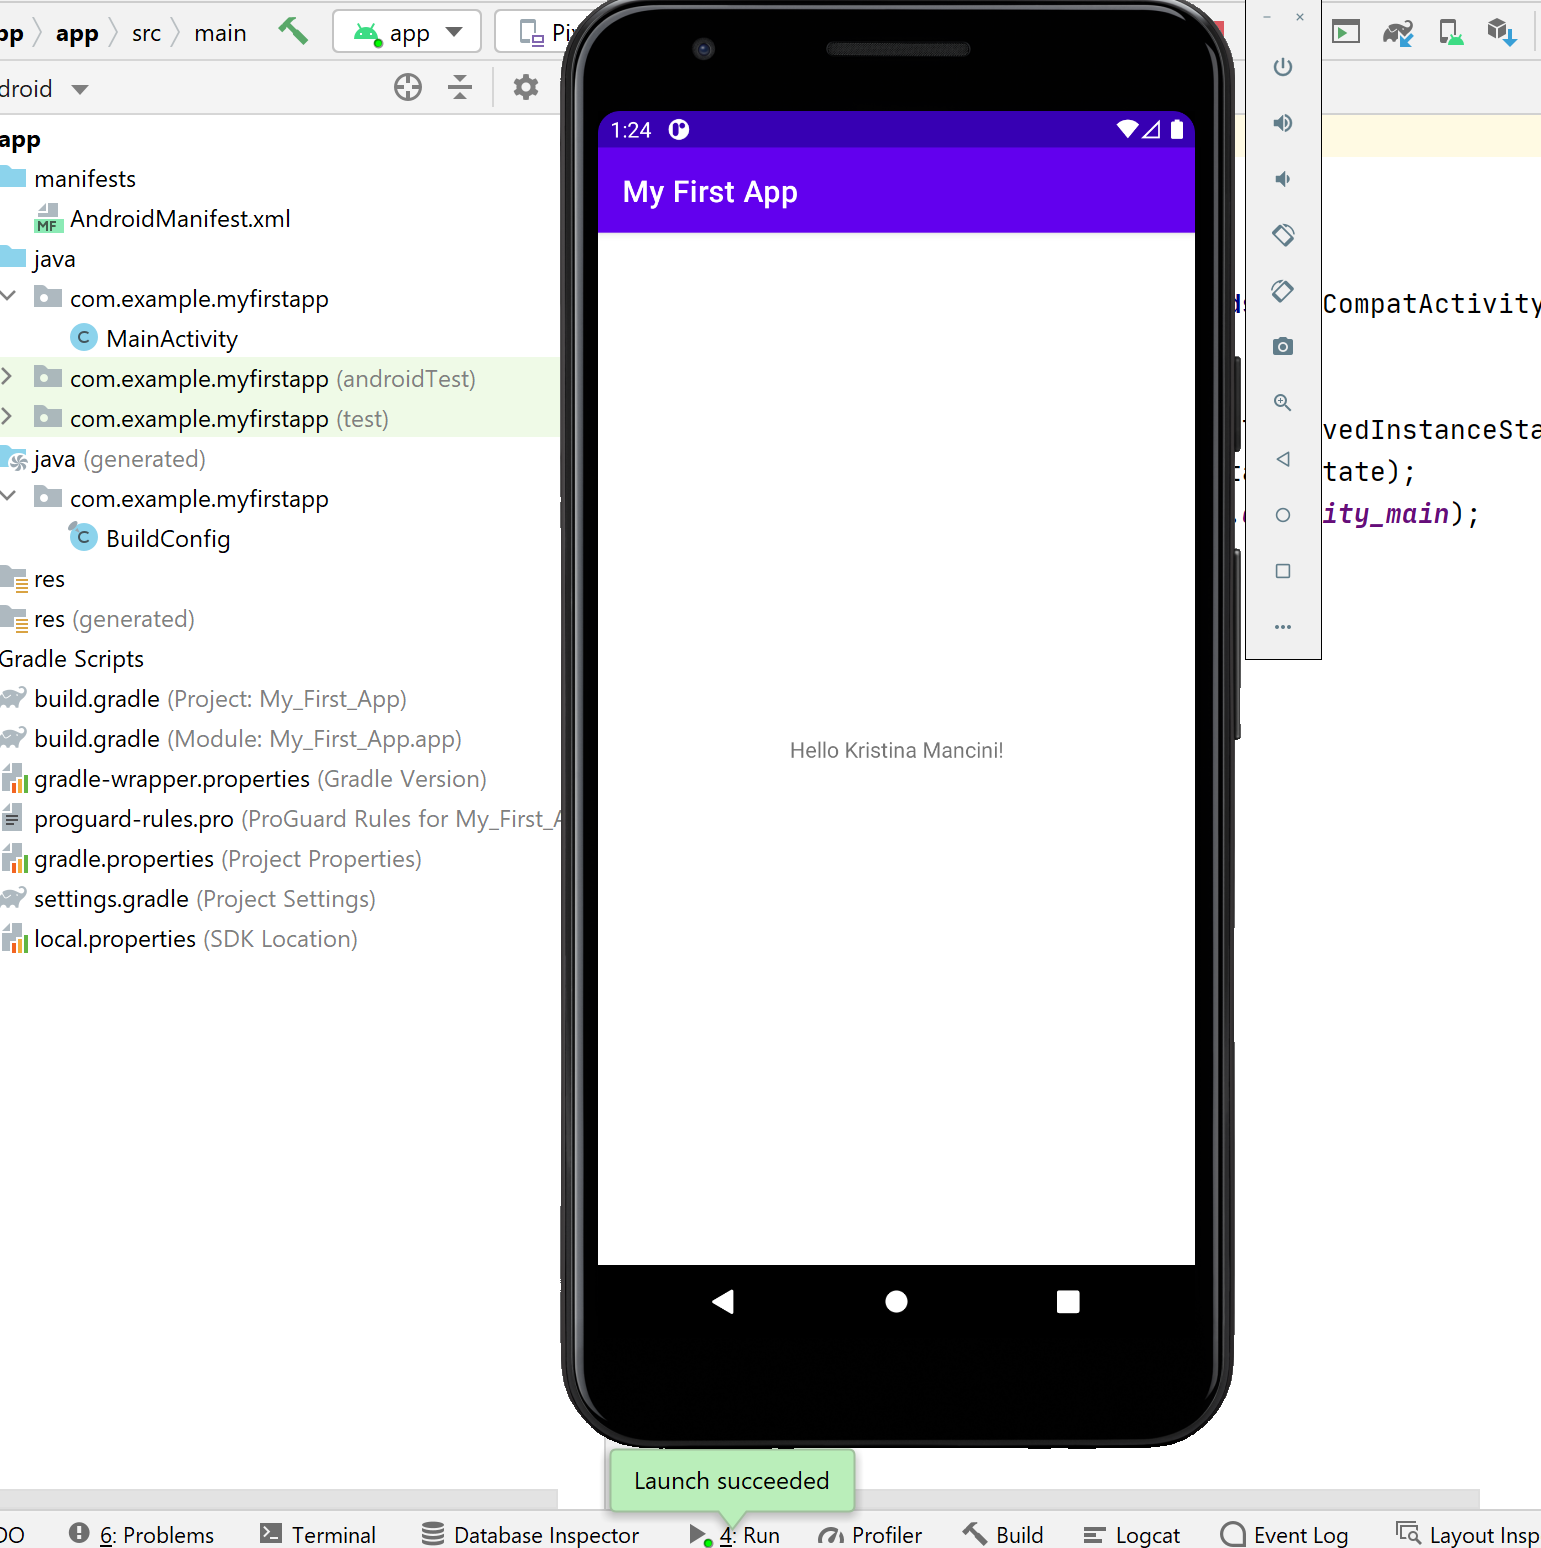 pp app src main app Pi
droid
app
manifests
MF AndroidManifest.xml
java
com.example.myfirstapp
C MainActivity
com.example.myfirstapp (androidTest)
com.example.myfirstapp (test)
java (generated)
com.example.myfirstapp
C BuildConfig
res
res (generated)
Gradle Scripts
build.gradle (Project: My_First_App)
build.gradle (Module: My_First_App.app)
gradle-wrapper.properties (Gradle Version)
proguard-rules.pro (ProGuard Rules for My_First_A
gradle.properties (Project Properties)
settings.gradle (Project Settings)
local.properties (SDK Location)
1:24
My First App
Hello Kristina Mancini!
CompatActivity
vedInstanceSta
tate);
ity_main);
Launch succeeded
DO 6: Problems Terminal Database Inspector 4: Run Profiler Build Logcat Event Log Layout Insp